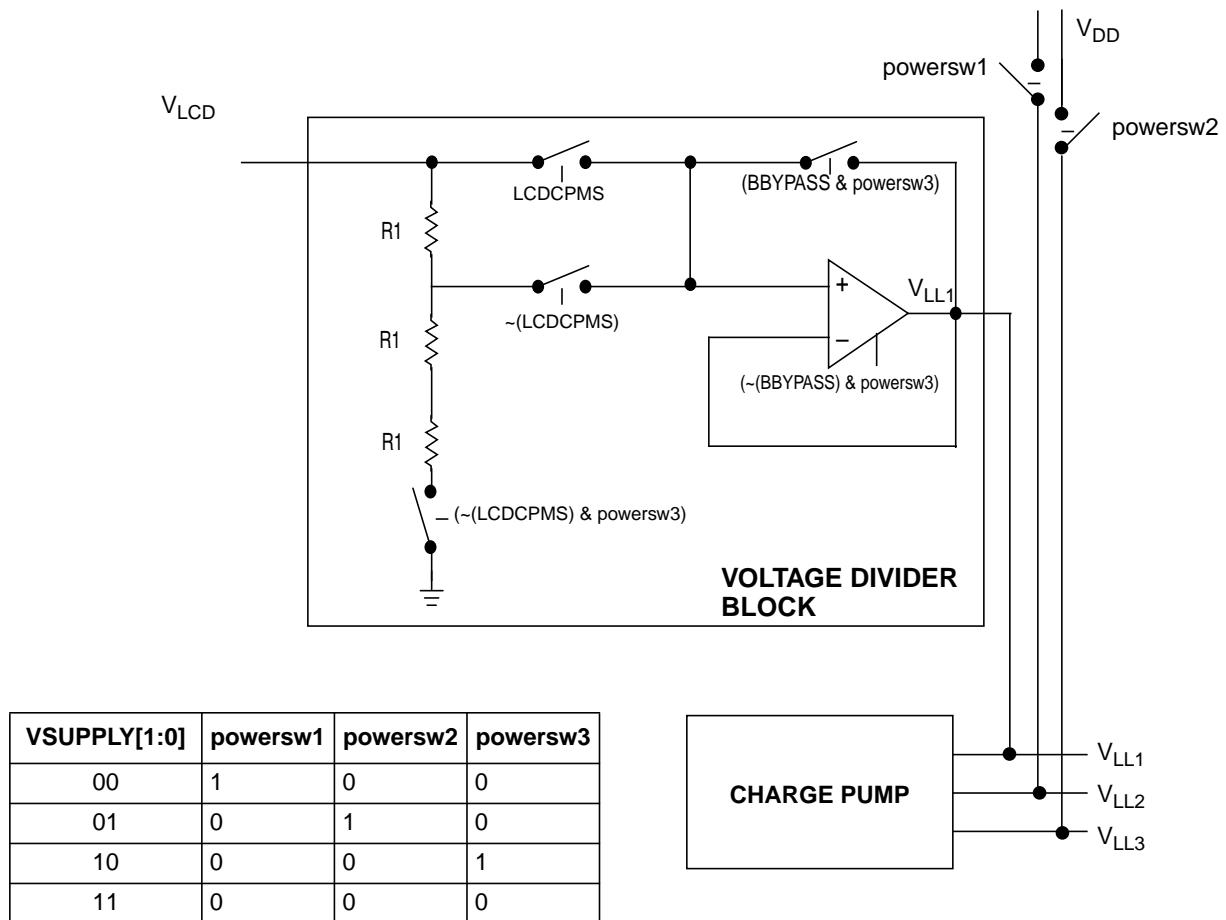 V_DD
powersw1
V_LCD
powersw2
LCDCPMS
(BBYPASS & powersw3)
R1
+
V_LL1
~(LCDCPMS)
R1
−
(~(BBYPASS) & powersw3)
R1
(~(LCDCPMS) & powersw3)
VOLTAGE DIVIDER
BLOCK
VSUPPLY[1:0] powersw1 powersw2 powersw3
00 1 0 0
01 0 1 0
10 0 0 1
11 0 0 0
CHARGE PUMP
V_LL1
V_LL2
V_LL3